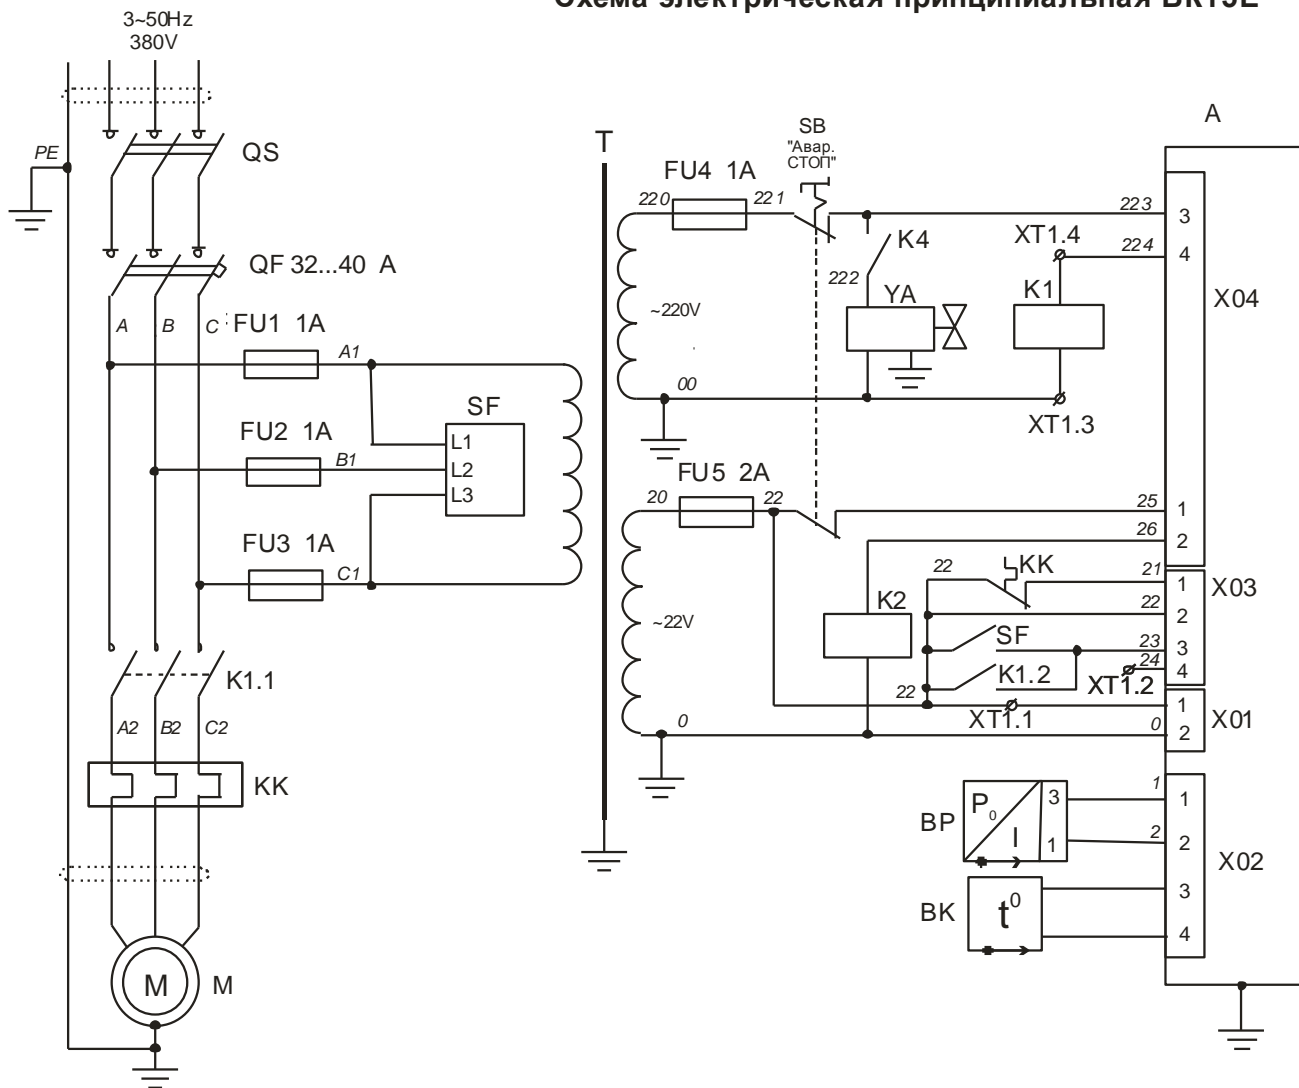 Схема электрическая принципиальная ВК15Е
3~50Hz
380V
PE
QS
QF 32...40 A
A
B
C
FU1 1A
A1
FU2 1A
B1
SF
L1
L2
L3
FU3 1A
C1
K1.1
A2
B2
C2
KK
M
M
T
SB
"Авар.
СТОП"
FU4 1A
220
221
223
3
XT1.4
224
4
K4
222
YA
K1
~220V
00
XT1.3
X04
A
FU5 2A
20
22
25
1
26
2
22
KK
21
1
X03
K2
22
2
~22V
SF
23
3
24
4
K1.2
XT1.2
22
XT1.1
1
X01
0
0
2
BP
P0
I
3
1
1
1
2
2
X02
BK
t0
3
4